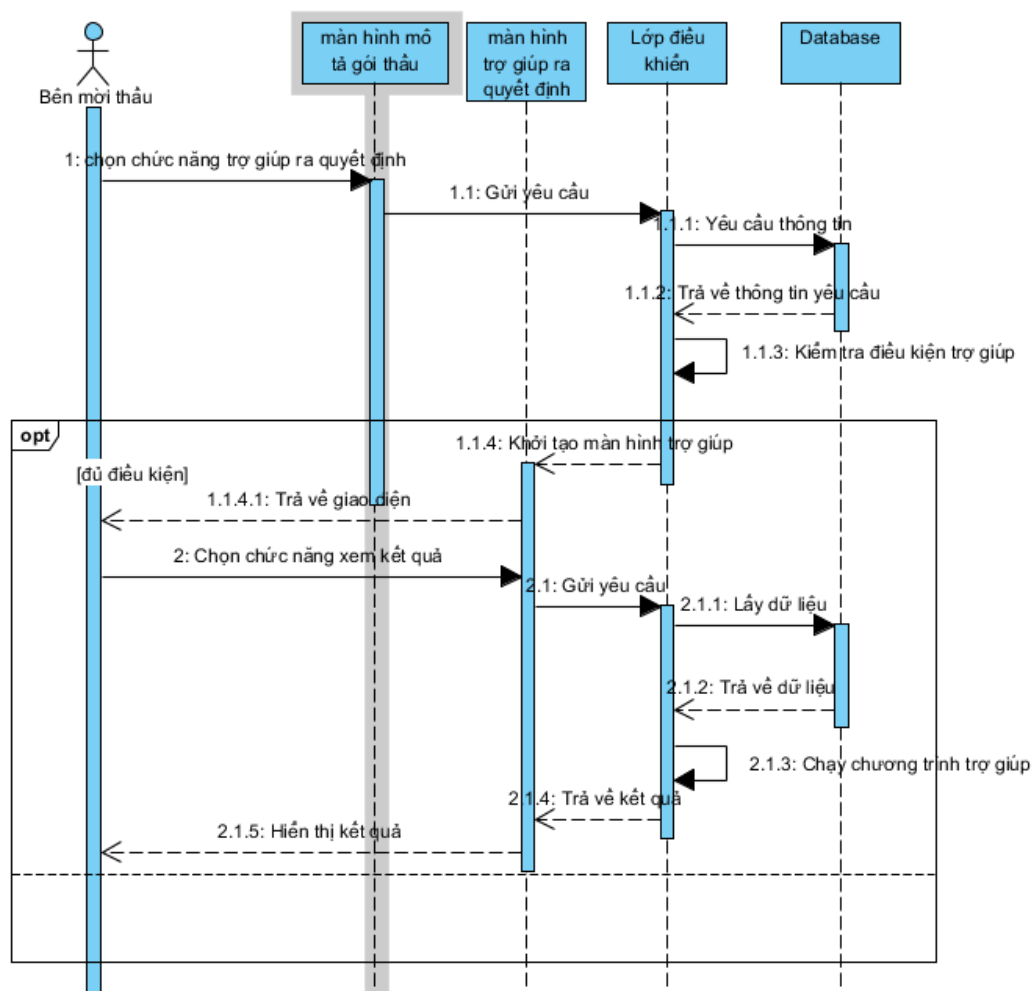 màn hình mô
tả gói thầu
màn hình
trợ giúp ra
quyết định
Lớp điều
khiển
Database
Bên mời thầu
1: chọn chức năng trợ giúp ra quyết định
1.1: Gửi yêu cầu
1.1.1: Yêu cầu thông tin
1.1.2: Trả về thông tin yêu cầu
1.1.3: Kiểm tra điều kiện trợ giúp
opt
1.1.4: Khởi tạo màn hình trợ giúp
[đủ điều kiện]
1.1.4.1: Trả về giao diện
2: Chọn chức năng xem kết quả
2.1: Gửi yêu cầu
2.1.1: Lấy dữ liệu
2.1.2: Trả về dữ liệu
2.1.3: Chạy chương trình trợ giúp
2.1.4: Trả về kết quả
2.1.5: Hiển thị kết quả